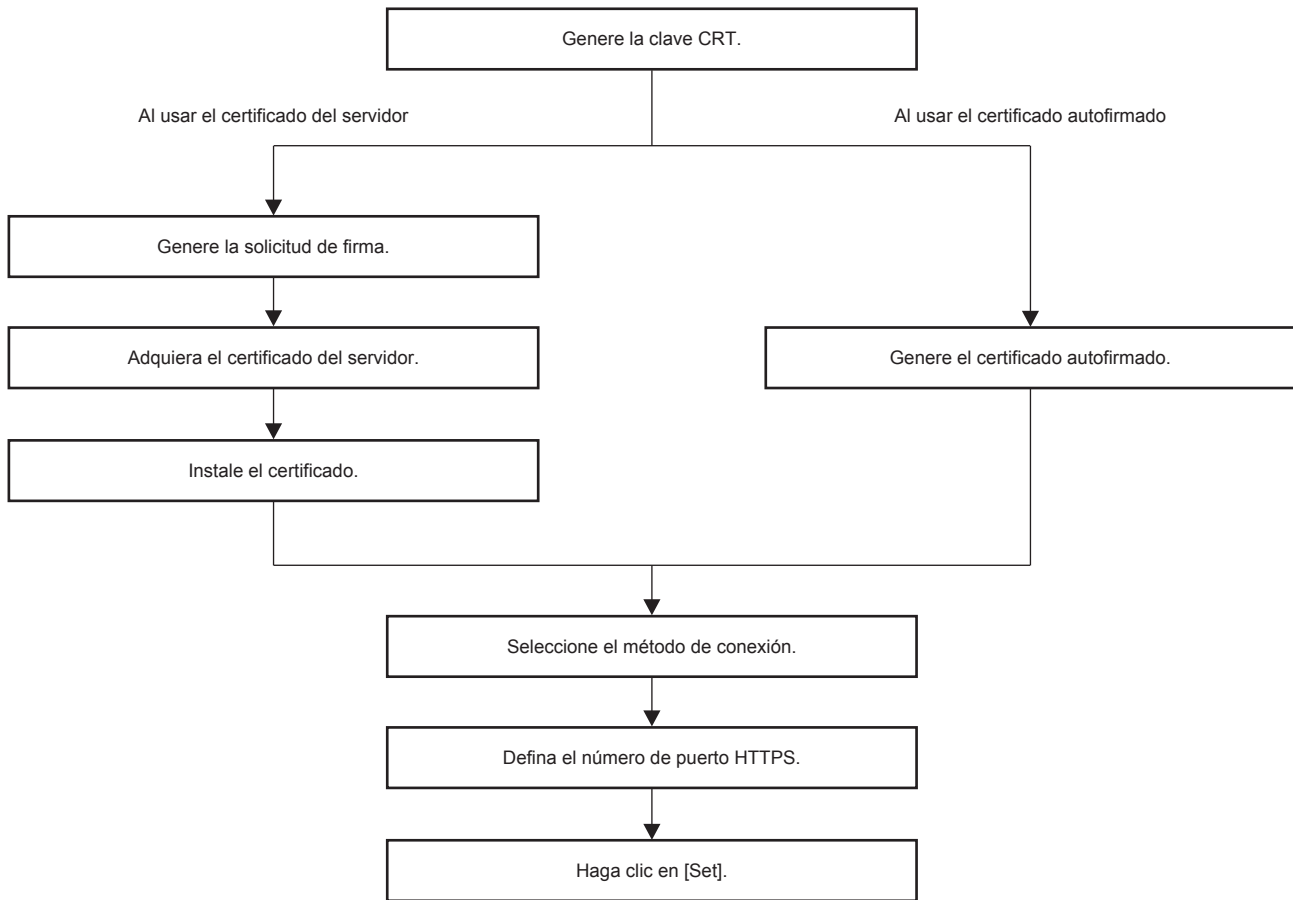 Genere la clave CRT.
Al usar el certificado del servidor
Al usar el certificado autofirmado
Genere la solicitud de firma.
Adquiera el certificado del servidor.
Genere el certificado autofirmado.
Instale el certificado.
Seleccione el método de conexión.
Defina el número de puerto HTTPS.
Haga clic en [Set].